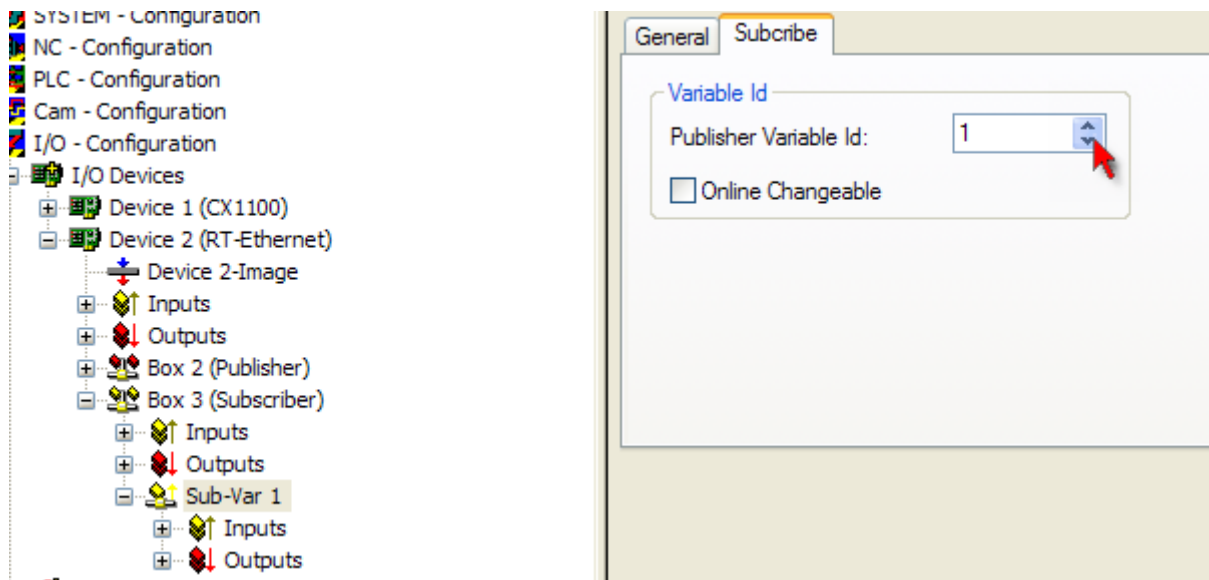 SYSTEM - Configuration
NC - Configuration
PLC - Configuration
Cam - Configuration
I/O - Configuration
I/O Devices
Device 1 (CX1100)
Device 2 (RT-Ethernet)
Device 2-Image
Inputs
Outputs
Box 2 (Publisher)
Box 3 (Subscriber)
Inputs
Outputs
Sub-Var 1
Inputs
Outputs
General Subcribe
Variable Id
Publisher Variable Id: 1
Online Changeable